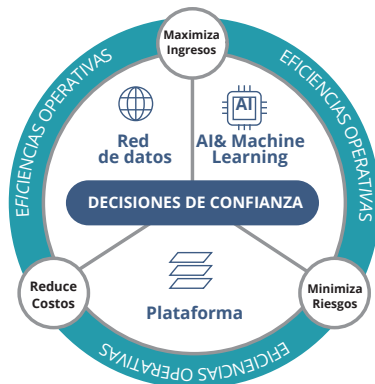 Maximiza
Ingresos
EFICIENCIAS OPERATIVAS
EFICIENCIAS OPERATIVAS
AI
Red
de datos
AI& Machine
Learning
DECISIONES DE CONFIANZA
Reduce
Costos
Plataforma
Minimiza
Riesgos
EFICIENCIAS OPERATIVAS